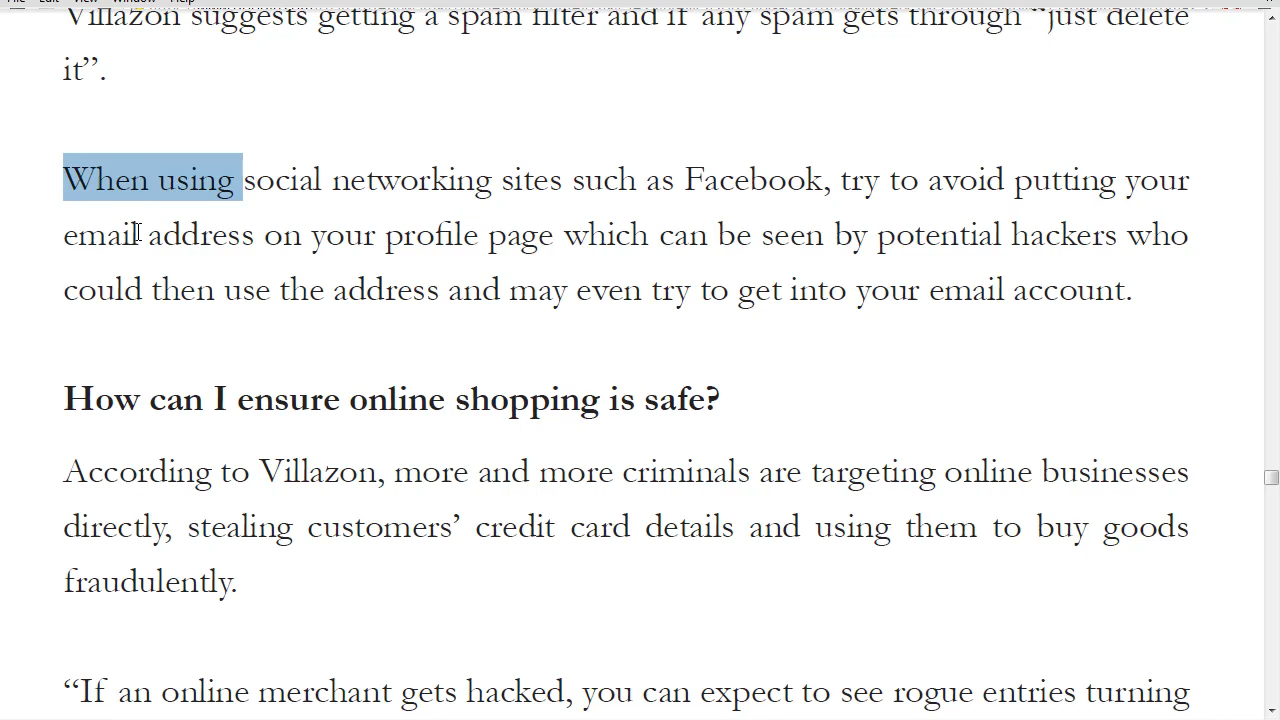 File Edit View Window Help
Villazon suggests getting a spam filter and if any spam gets through “just delete
it”.
When using social networking sites such as Facebook, try to avoid putting your
email address on your profile page which can be seen by potential hackers who
could then use the address and may even try to get into your email account.
How can I ensure online shopping is safe?
According to Villazon, more and more criminals are targeting online businesses
directly, stealing customers’ credit card details and using them to buy goods
fraudulently.
“If an online merchant gets hacked, you can expect to see rogue entries turning